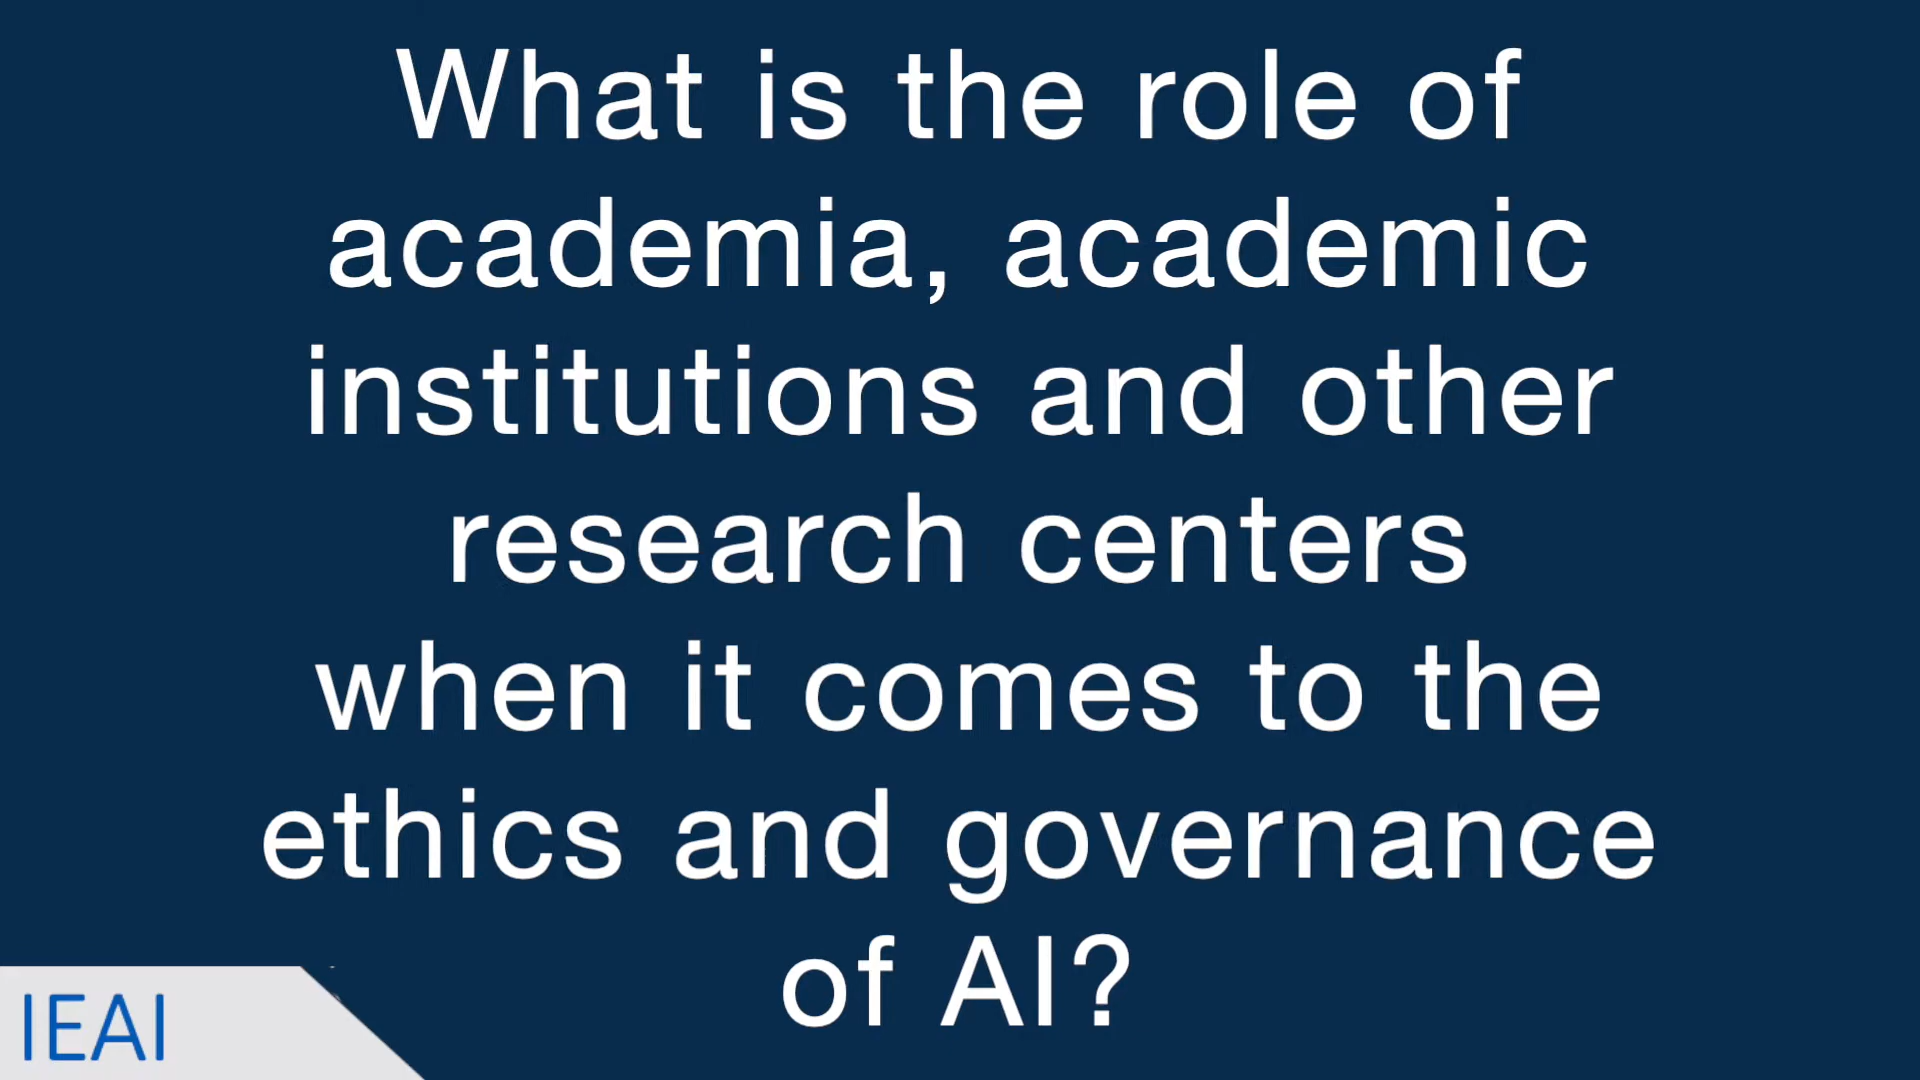 What is the role of
academia, academic
institutions and other
research centers
when it comes to the
ethics and governance
of AI?
IEAI